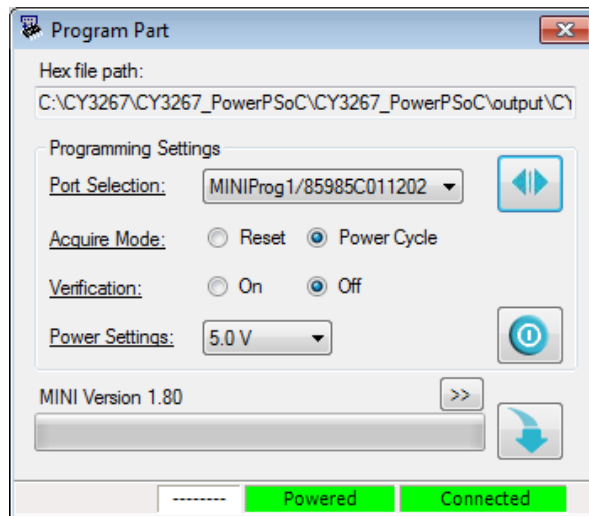 Program Part
Hex file path:
C:\CY3267\CY3267_PowerPSoC\CY3267_PowerPSoC\output\CY
Programming Settings
Port Selection: MINIProg1/85985C011202
Acquire Mode: Reset Power Cycle
Verification: On Off
Power Settings: 5.0 V
MINI Version 1.80 >>
-------- Powered Connected